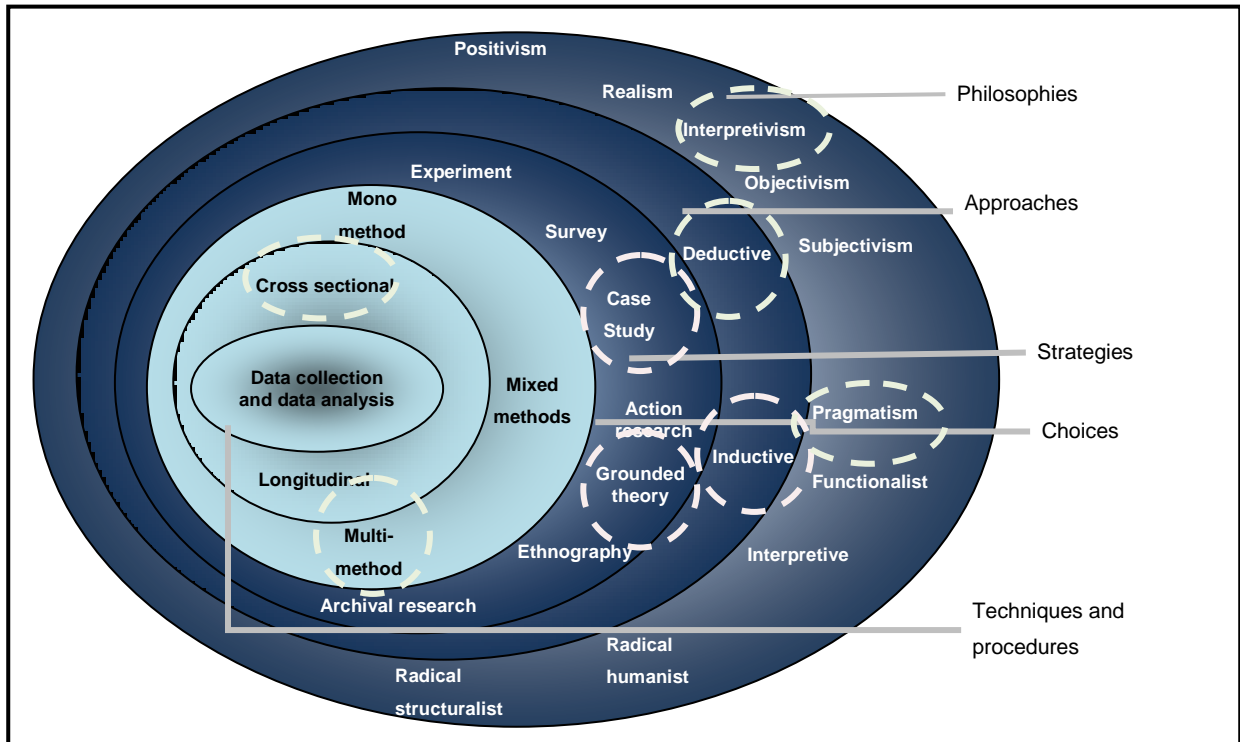 Positivism
Realism
Philosophies
Interpretivism
Experiment
Objectivism
Mono
method
Approaches
Survey
Deductive
Subjectivism
Cross sectional
Case
Study
Strategies
Data collection
and data analysis
Mixed
methods
Action
research
Pragmatism
Choices
Longitudinal
Grounded
theory
Inductive
Functionalist
Multi-
method
Ethnography
Interpretive
Archival research
Techniques and
procedures
Radical
humanist
Radical
structuralist